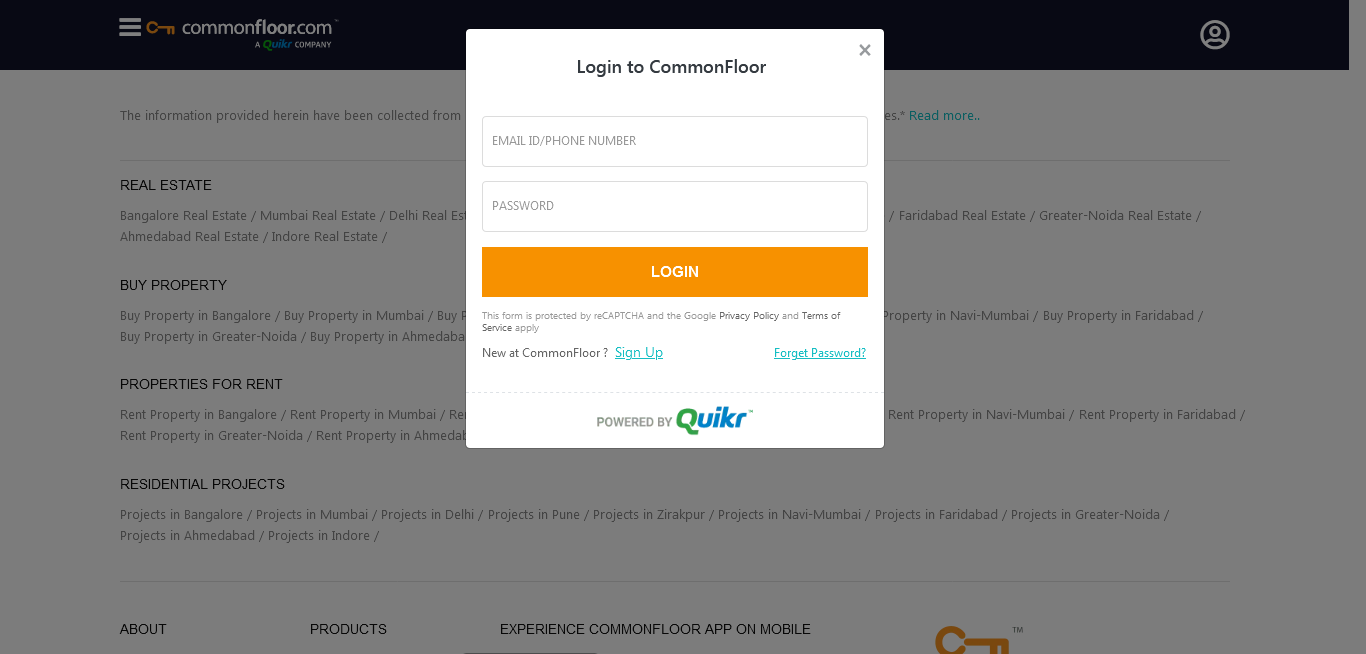 commonfloor.com
A Quikr COMPANY
Login to CommonFloor
EMAIL ID/PHONE NUMBER
PASSWORD
LOGIN
This form is protected by reCAPTCHA and the Google Privacy Policy and Terms of
Service apply
New at CommonFloor ? Sign Up Forget Password?
POWERED BY Quikr™
The information provided herein have been collected from es.* Read more..
REAL ESTATE
Bangalore Real Estate / Mumbai Real Estate / Delhi Real Est / Faridabad Real Estate / Greater-Noida Real Estate /
Ahmedabad Real Estate / Indore Real Estate /
BUY PROPERTY
Buy Property in Bangalore / Buy Property in Mumbai / Buy P Property in Navi-Mumbai / Buy Property in Faridabad /
Buy Property in Greater-Noida / Buy Property in Ahmedaba
PROPERTIES FOR RENT
Rent Property in Bangalore / Rent Property in Mumbai / Re Rent Property in Navi-Mumbai / Rent Property in Faridabad /
Rent Property in Greater-Noida / Rent Property in Ahmedab
RESIDENTIAL PROJECTS
Projects in Bangalore / Projects in Mumbai / Projects in Delhi / Projects in Pune / Projects in Zirakpur / Projects in Navi-Mumbai / Projects in Faridabad / Projects in Greater-Noida /
Projects in Ahmedabad / Projects in Indore /
ABOUT PRODUCTS EXPERIENCE COMMONFLOOR APP ON MOBILE
TM